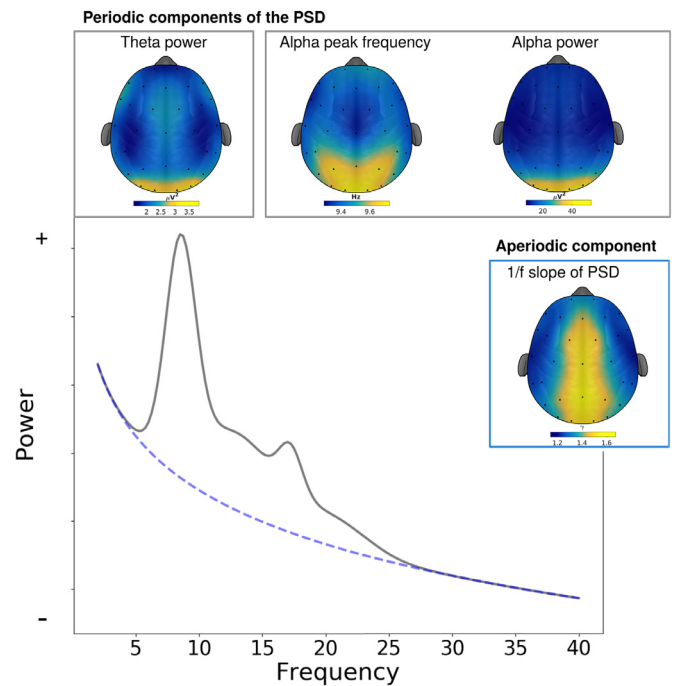 Periodic components of the PSD
Theta power
Alpha peak frequency
Alpha power
μV²
2 2.5 3 3.5
Hz
9.4 9.6
μV²
20 40
Aperiodic component
1/f slope of PSD
?
1.2 1.4 1.6
+
Power
-
5 10 15 20 25 30 35 40
Frequency